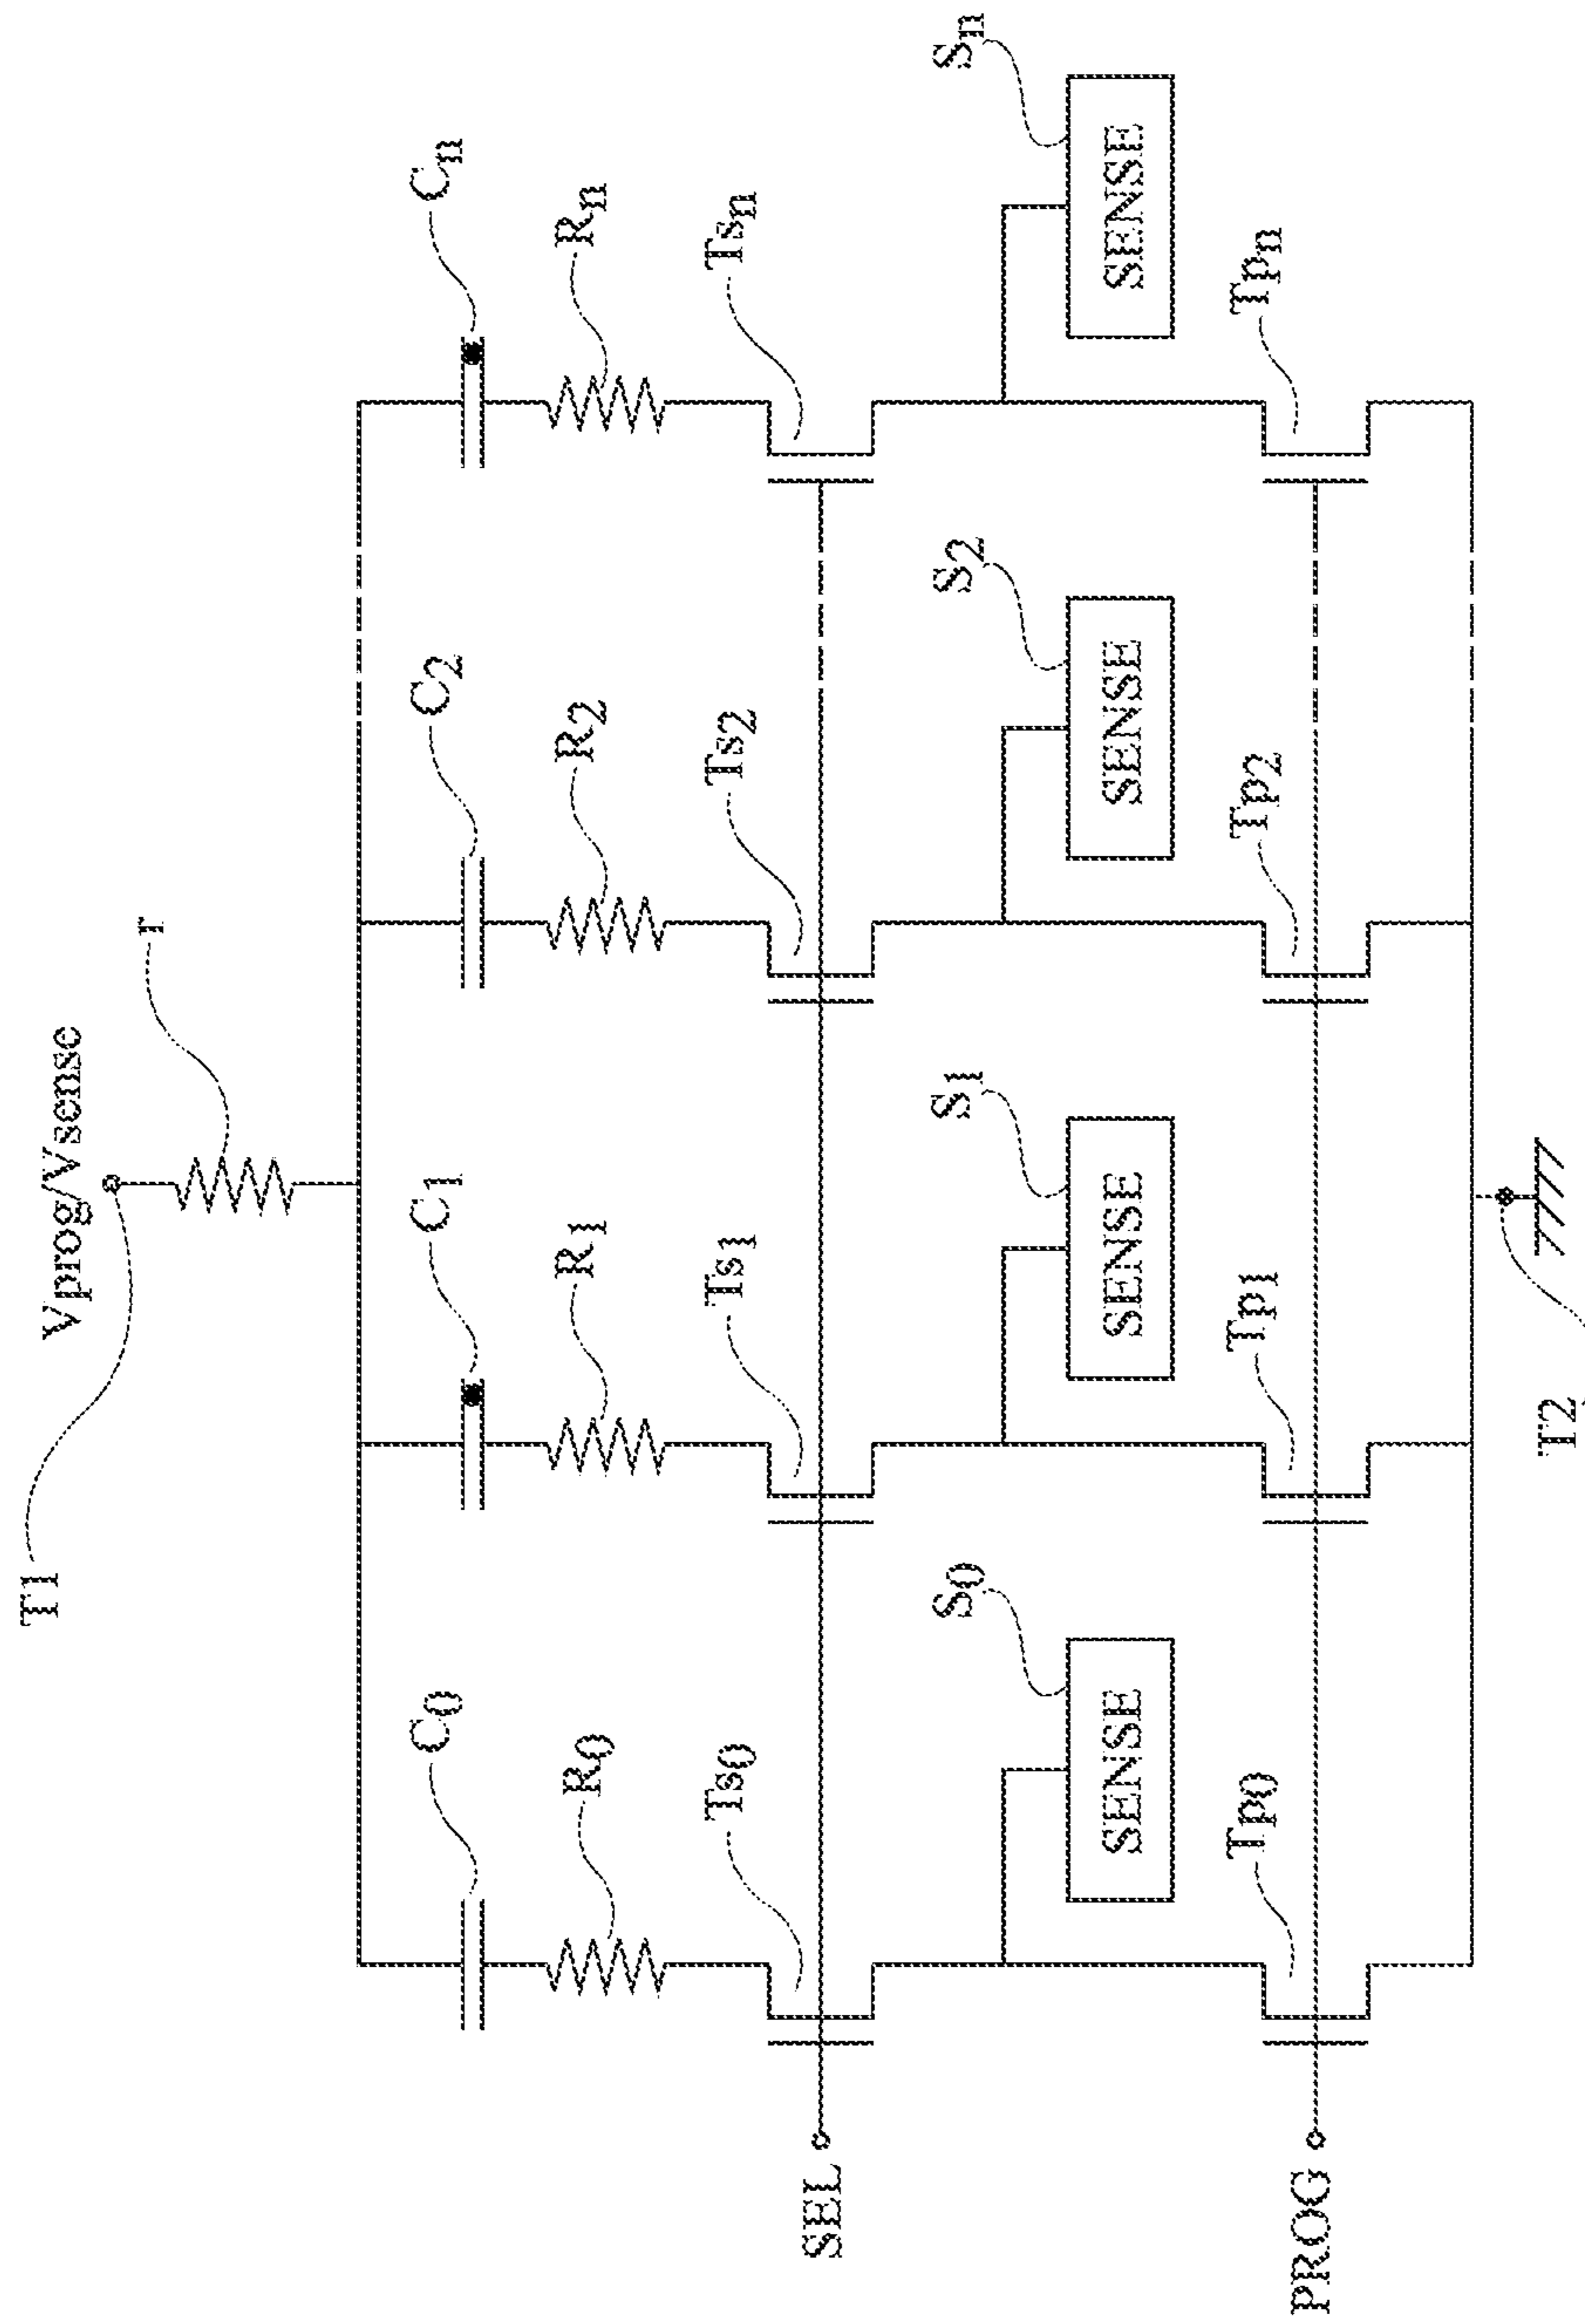 Vprog/Vsense
T1
r
C0
C1
C2
Cn
R0
R1
R2
Rn
Ts0
Ts1
Ts2
Tsn
SEL
S0
S1
S2
Sn
SENSE
SENSE
SENSE
SENSE
Tp0
Tp1
Tp2
Tpn
PROG
T2